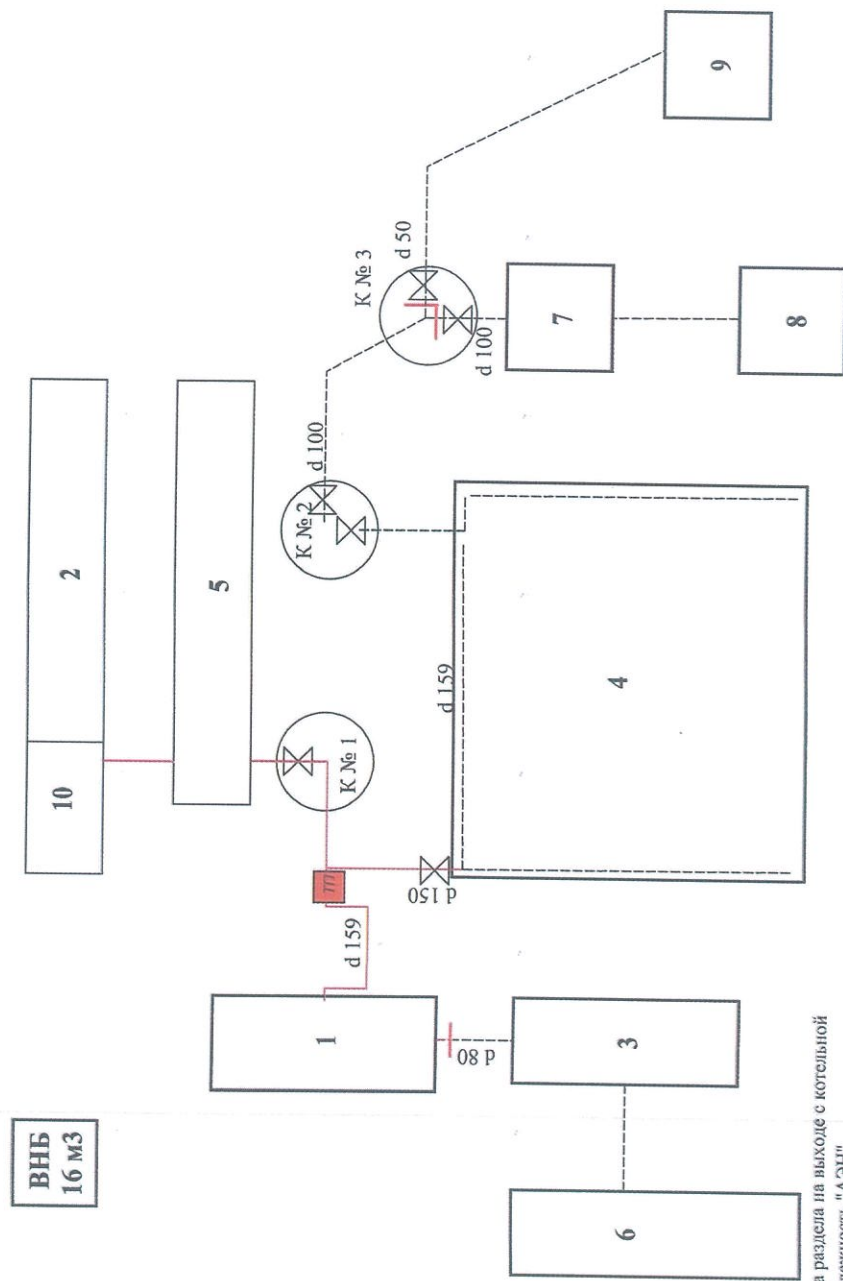 ВНБ
16 м3
10
2
5
1
d 159
К № 1
К № 2
d 100
К № 3
d 50
d 100
9
7
8
d 150
d 159
4
d 80
3
6
а раздела на выходе с котельной
"АЭН"